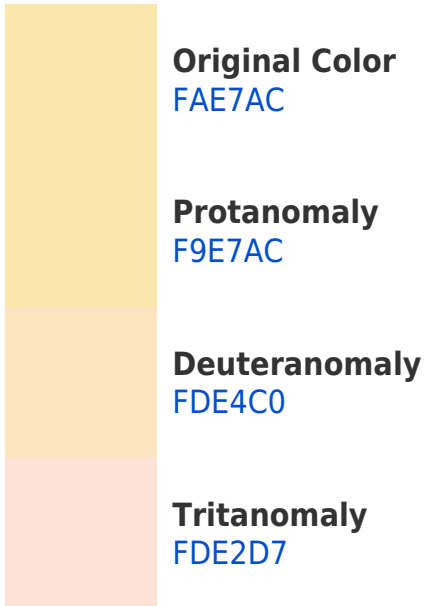 Original Color
FAE7AC
Protanomaly
F9E7AC
Deuteranomaly
FDE4C0
Tritanomaly
FDE2D7